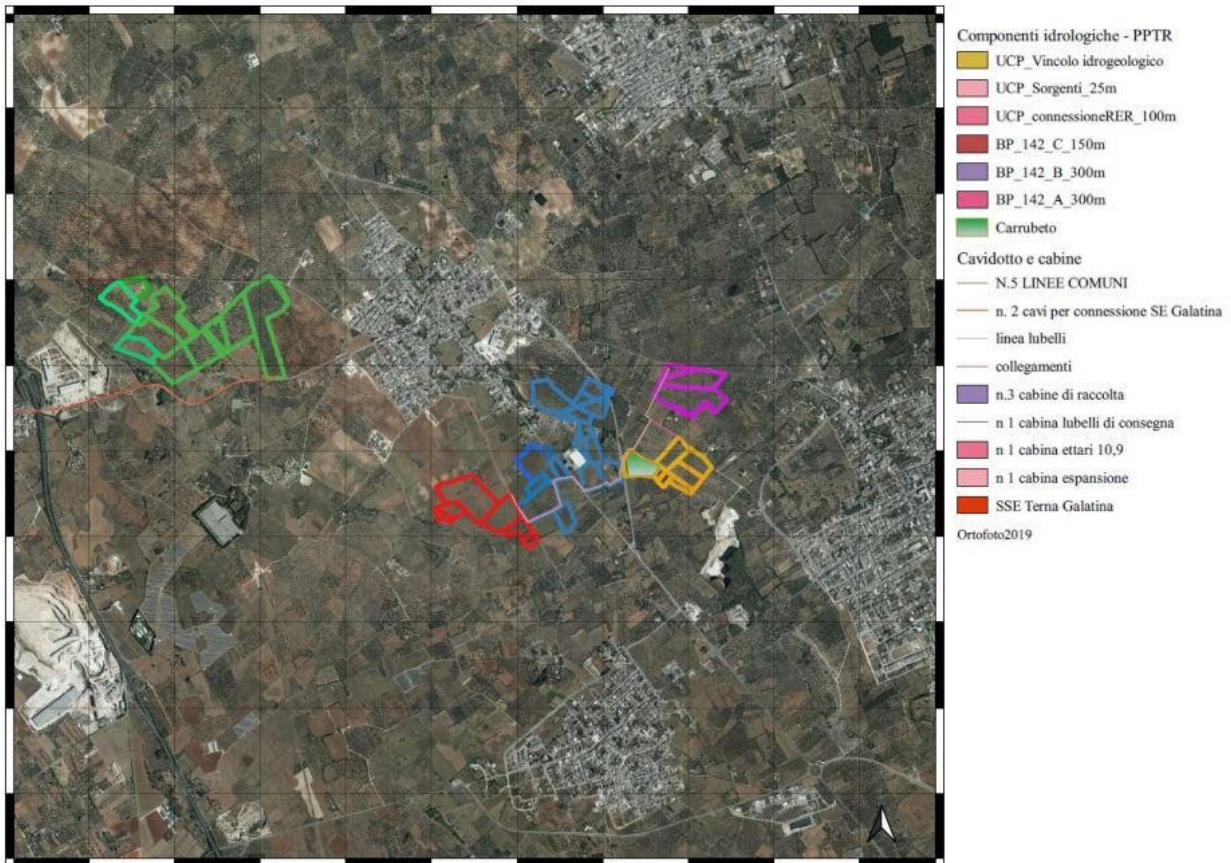 Componenti idrologiche - PPTR
UCP_Vincolo idrogeologico
UCP_Sorgenti_25m
UCP_connessioneRER_100m
BP_142_C_150m
BP_142_B_300m
BP_142_A_300m
Carrubeto
Cavidotto e cabine
N.5 LINEE COMUNI
n. 2 cavi per connessione SE Galatina
linea lubelli
collegamenti
n.3 cabine di raccolta
n 1 cabina lubelli di consegna
n 1 cabina ettari 10,9
n 1 cabina espansione
SSE Terna Galatina
Ortofoto2019